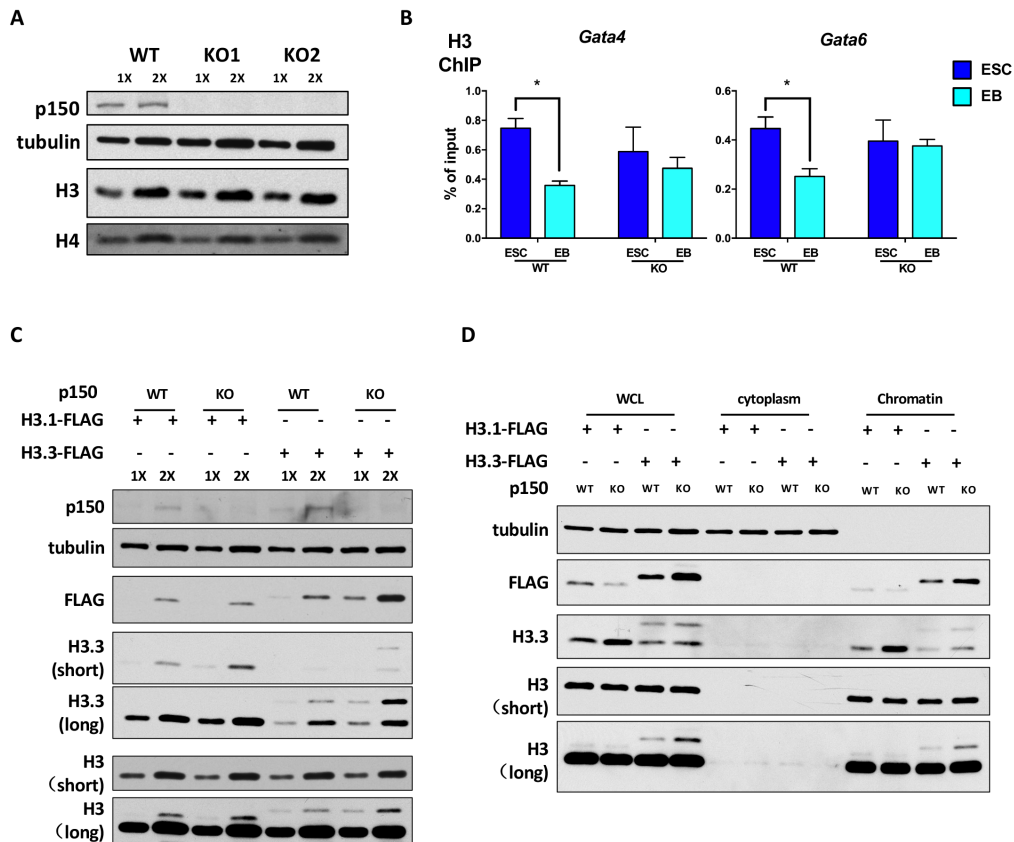 A
WT KO1 KO2
1X 2X 1X 2X 1X 2X
p150
tubulin
H3
H4
B
H3
ChIP
Gata4
Gata6
ESC
EB
% of input
1.0
0.8
0.6
0.4
0.2
0.0
*
ESC EB ESC EB
WT KO
0.6
0.4
0.2
0.0
*
ESC EB ESC EB
WT KO
C
p150 WT KO WT KO
H3.1-FLAG + + + + - - - -
H3.3-FLAG - - - - + + + +
1X 2X 1X 2X 1X 2X 1X 2X
p150
tubulin
FLAG
H3.3
(short)
H3.3
(long)
H3
（short)
H3
（long)
D
WCL cytoplasm Chromatin
H3.1-FLAG + + - - + + - - + + - -
H3.3-FLAG - - + + - - + + - - + +
p150 WT KO WT KO WT KO WT KO WT KO WT KO
tubulin
FLAG
H3.3
H3
（short)
H3
（long)